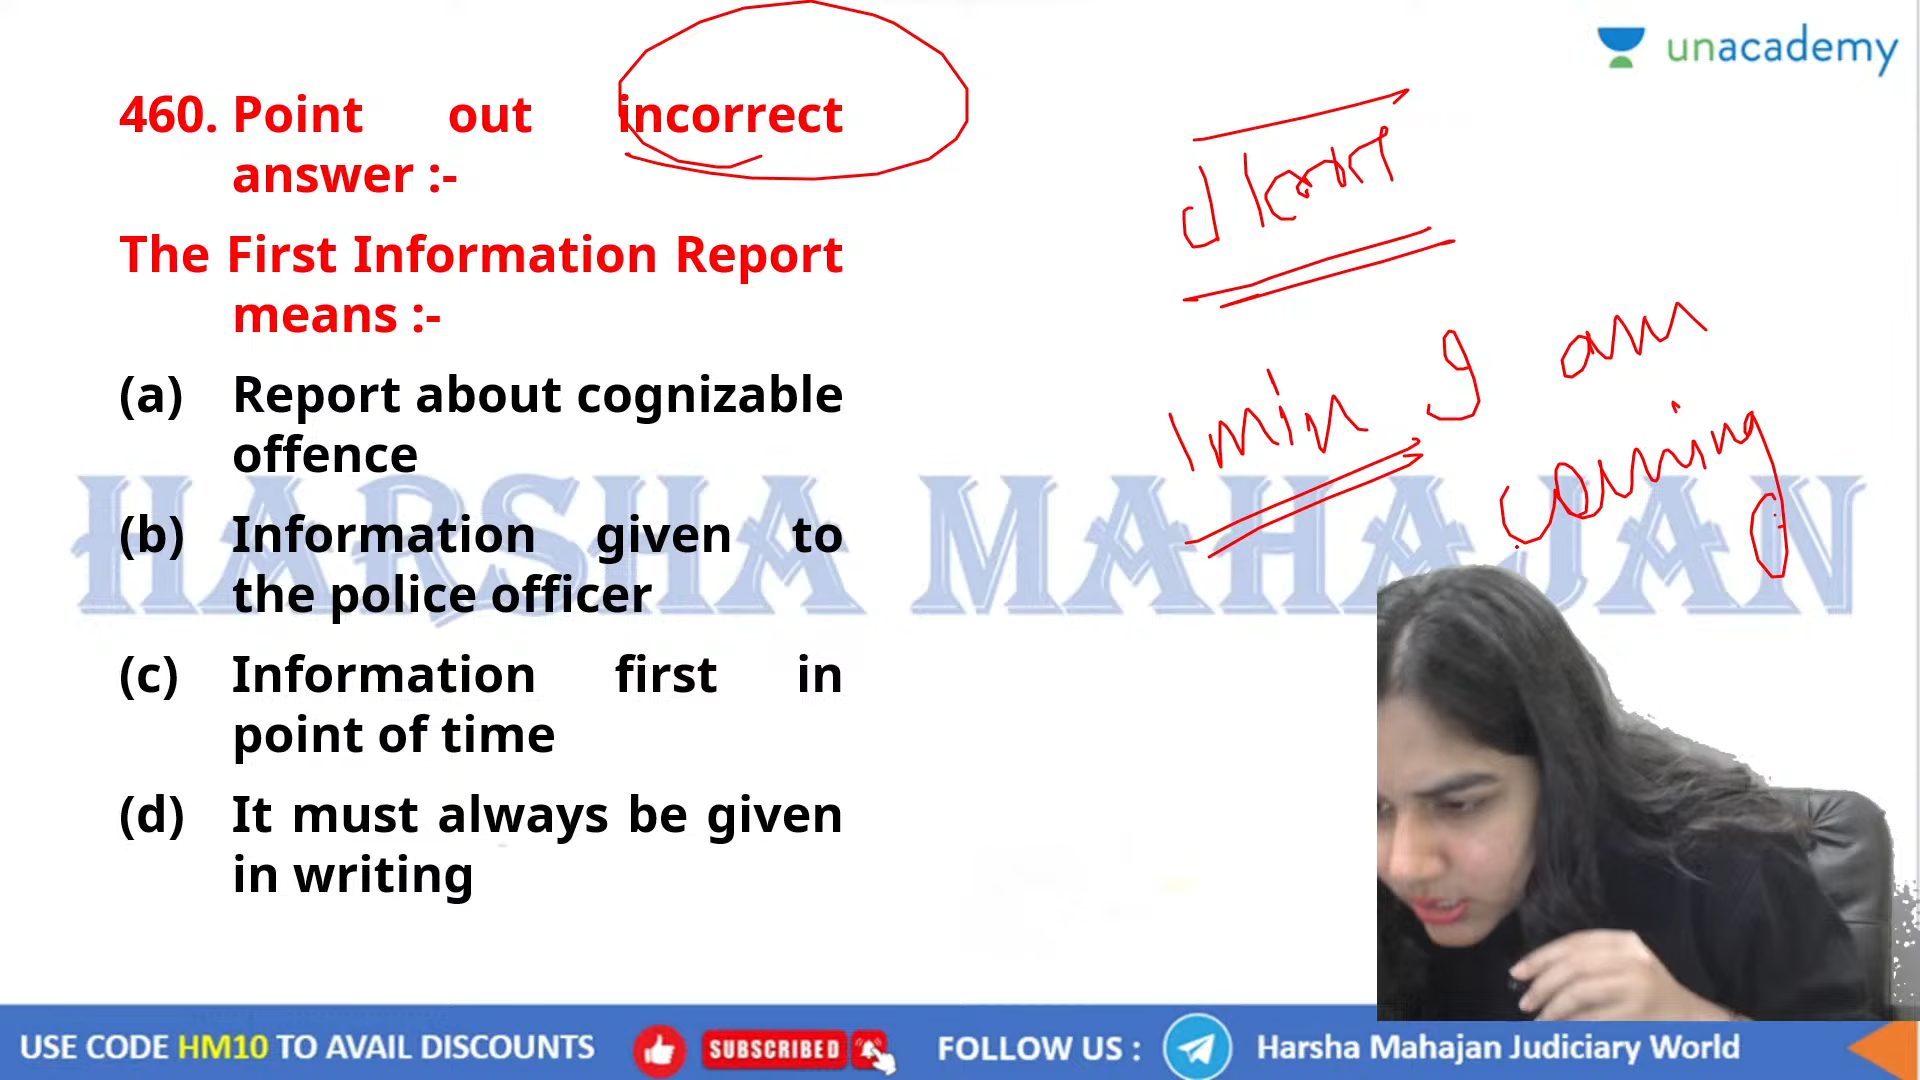 unacademy
460. Point out incorrect
answer :-
The First Information Report
means :-
(a) Report about cognizable
offence
(b) Information given to
the police officer
(c) Information first in
point of time
(d) It must always be given
in writing
1 min I am
coming
HARSHA MAHAJAN
USE CODE HM10 TO AVAIL DISCOUNTS
SUBSCRIBED
FOLLOW US :
Harsha Mahajan Judiciary World